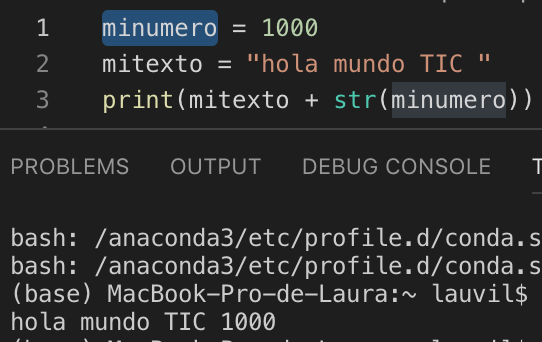 1 minumero = 1000
2 mitexto = "hola mundo TIC "
3 print(mitexto + str(minumero))
PROBLEMS OUTPUT DEBUG CONSOLE T
bash: /anaconda3/etc/profile.d/conda.s
bash: /anaconda3/etc/profile.d/conda.s
(base) MacBook-Pro-de-Laura:~ lauvil$
hola mundo TIC 1000